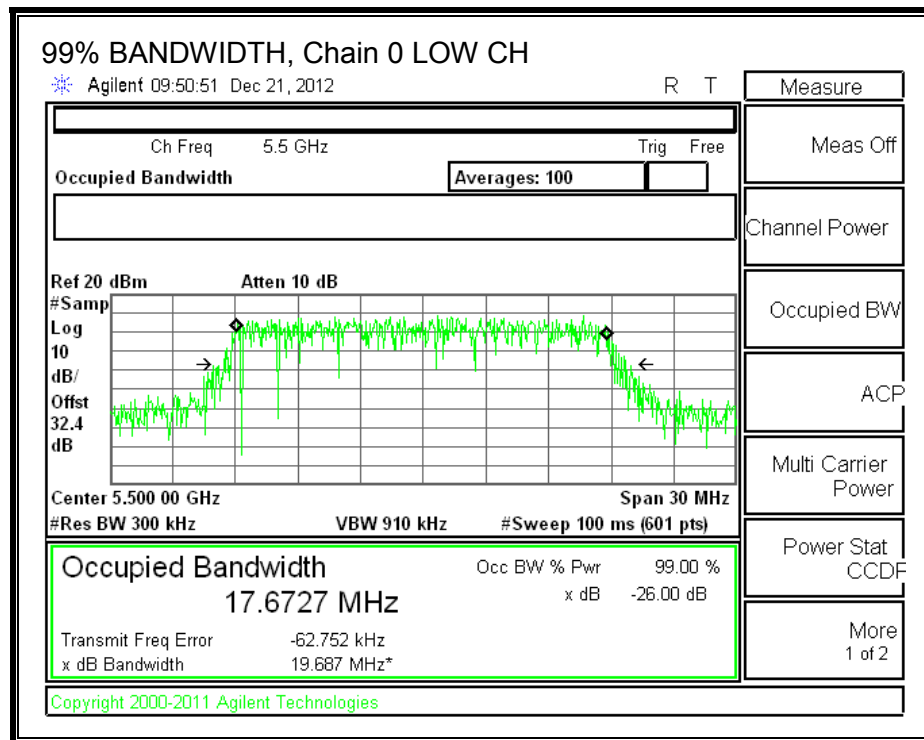 99% BANDWIDTH, Chain 0 LOW CH
Agilent 09:50:51 Dec 21, 2012 R T
Measure
Ch Freq 5.5 GHz Trig Free
Occupied Bandwidth Averages: 100
Meas Off
Channel Power
Occupied BW
ACP
Multi Carrier
Power
Power Stat
CCDF
More
1 of 2
Ref 20 dBm Atten 10 dB
#Samp
Log
10
dB/
Offst
32.4
dB
Center 5.500 00 GHz Span 30 MHz
#Res BW 300 kHz VBW 910 kHz #Sweep 100 ms (601 pts)
Occupied Bandwidth Occ BW % Pwr 99.00 %
17.6727 MHz x dB -26.00 dB
Transmit Freq Error -62.752 kHz
x dB Bandwidth 19.687 MHz*
Copyright 2000-2011 Agilent Technologies